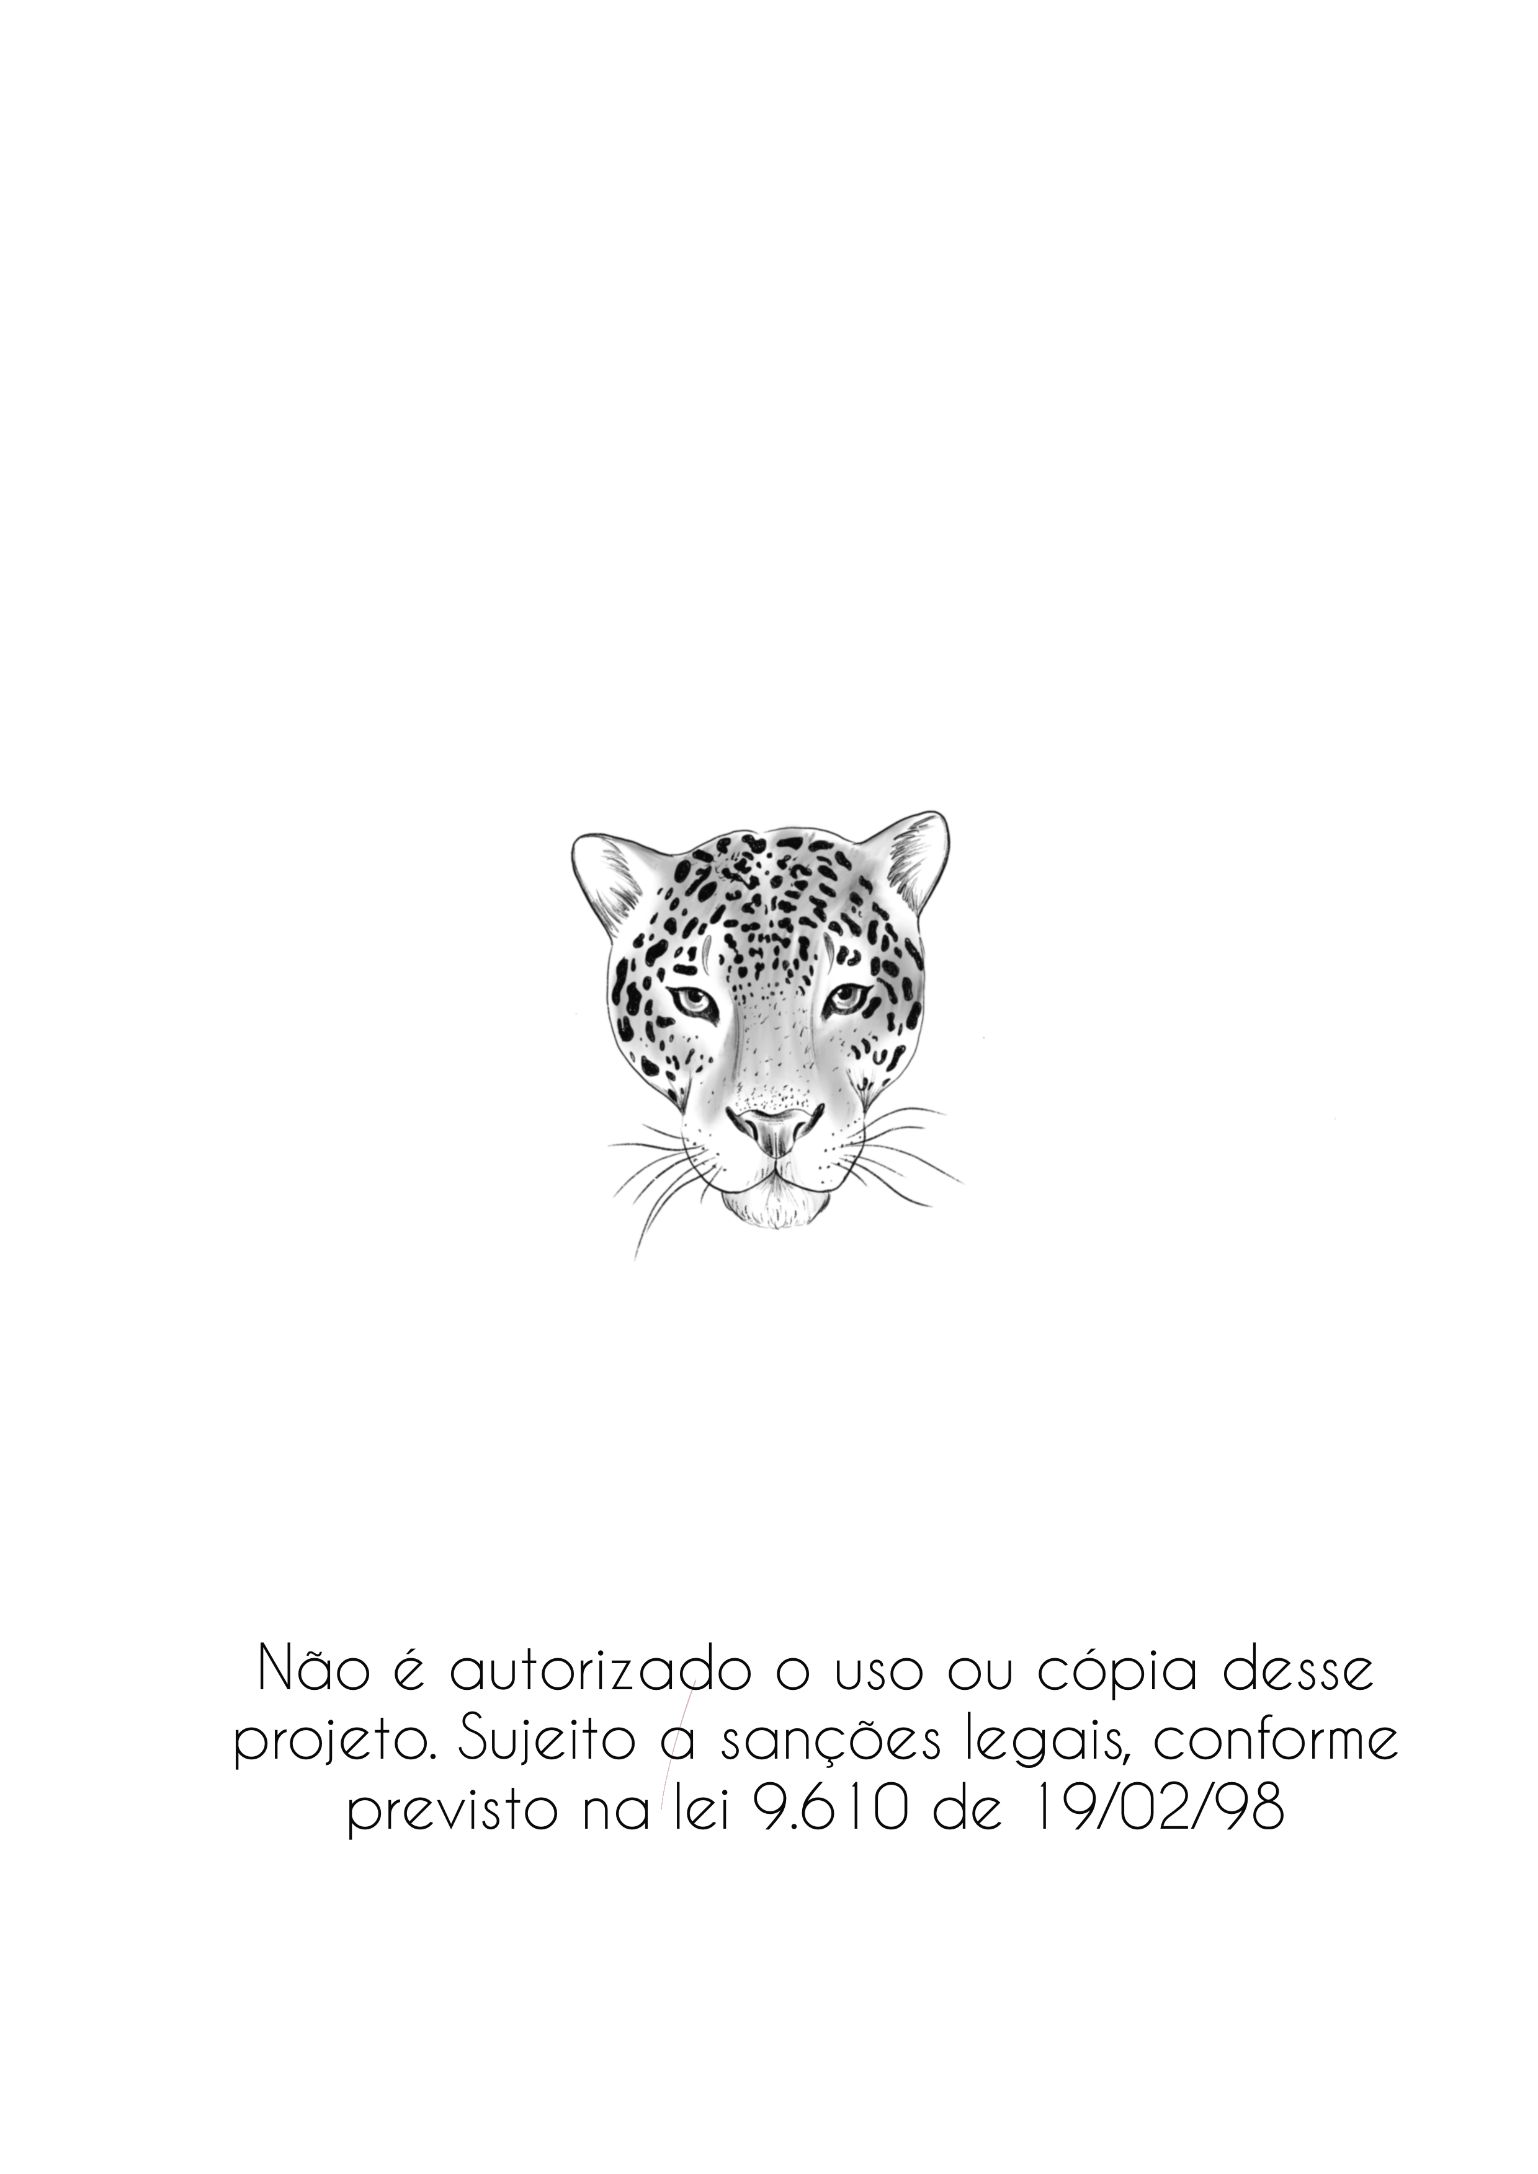 Não é autorizado o uso ou cópia desse
projeto. Sujeito a sanções legais, conforme
previsto na lei 9.610 de 19/02/98